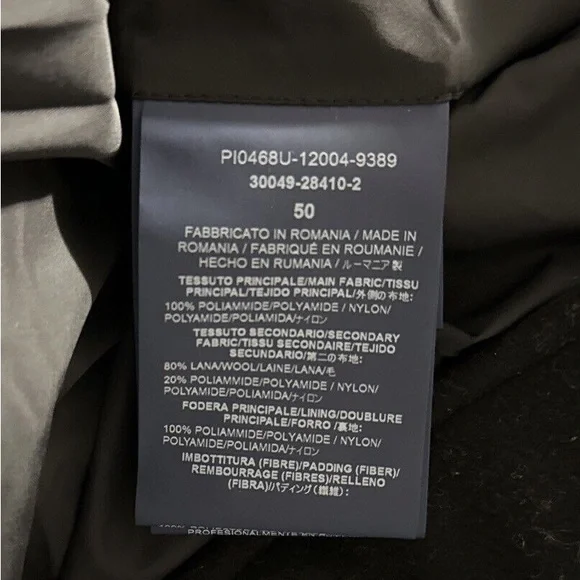 PI0468U-12004-9389
30049-28410-2
50
FABBRICATO IN ROMANIA / MADE IN
ROMANIA / FABRIQUÉ EN ROUMANIE /
HECHO EN RUMANIA / ルーマニア製
TESSUTO PRINCIPALE/MAIN FABRIC/TISSU
PRINCIPAL/TEJIDO PRINCIPAL/外側の布地:
100% POLIAMMIDE/POLYAMIDE / NYLON/
POLYAMIDE/POLYAMIDA/ナイロン
TESSUTO SECONDARIO/SECONDARY
FABRIC/TISSU SECONDAIRE/TEJIDO
SECUNDARIO/第二の布地:
80% LANA/WOOL/LAINE/LANA/毛
20% POLIAMMIDE/POLYAMIDE / NYLON/
POLYAMIDE/POLYAMIDA/ナイロン
FODERA PRINCIPALE/LINING/DOUBLURE
PRINCIPALE/FORRO /裏地:
100% POLIAMMIDE/POLYAMIDE / NYLON/
POLYAMIDE/POLYAMIDA/ナイロン
IMBOTTITURA (FIBRE)/PADDING (FIBER)/
REMBOURRAGE (FIBRES)/RELLENO
(FIBRA)/パディング (繊維):